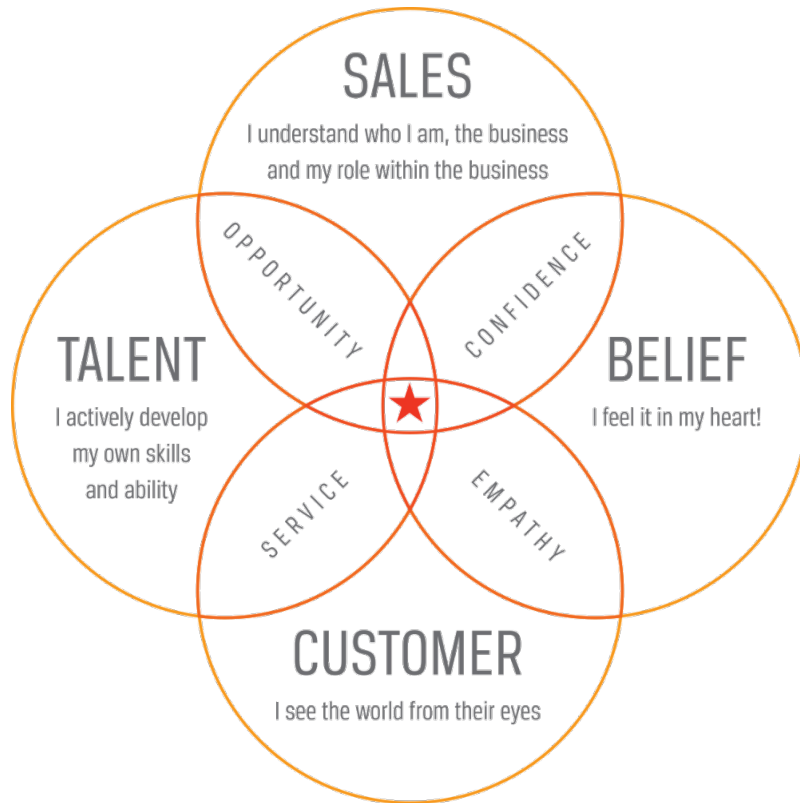 SALES
I understand who I am, the business
and my role within the business
OPPORTUNITY
CONFIDENCE
TALENT
I actively develop
my own skills
and ability
BELIEF
I feel it in my heart!
SERVICE
EMPATHY
CUSTOMER
I see the world from their eyes